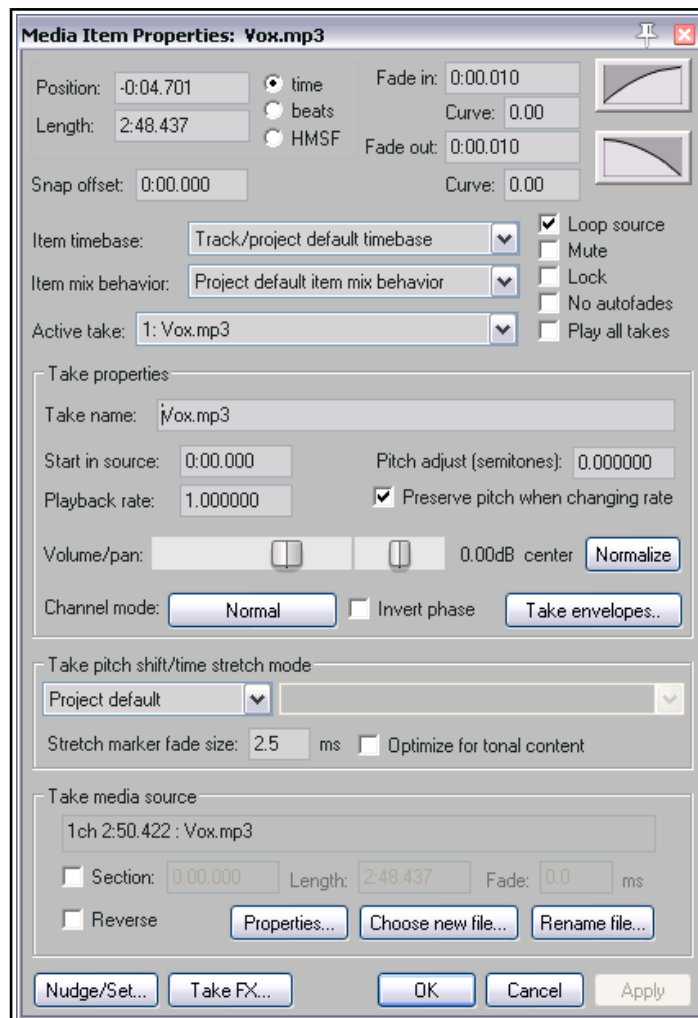 Media Item Properties: Vox.mp3
Position: -0:04.701
time
Fade in: 0:00.010
beats
Curve: 0.00
Length: 2:48.437
HMSF
Fade out: 0:00.010
Snap offset: 0:00.000
Curve: 0.00
Item timebase: Track/project default timebase
Loop source
Mute
Item mix behavior: Project default item mix behavior
Lock
No autofades
Active take: 1: Vox.mp3
Play all takes
Take properties
Take name: Vox.mp3
Start in source: 0:00.000
Pitch adjust (semitones): 0.000000
Playback rate: 1.000000
Preserve pitch when changing rate
Volume/pan:
0.00dB center
Normalize
Channel mode: Normal
Invert phase
Take envelopes..
Take pitch shift/time stretch mode
Project default
Stretch marker fade size: 2.5 ms
Optimize for tonal content
Take media source
1ch 2:50.422 : Vox.mp3
Section: 0:00.000 Length: 2:48.437 Fade: 0.0 ms
Reverse
Properties...
Choose new file...
Rename file...
Nudge/Set...
Take FX...
OK
Cancel
Apply